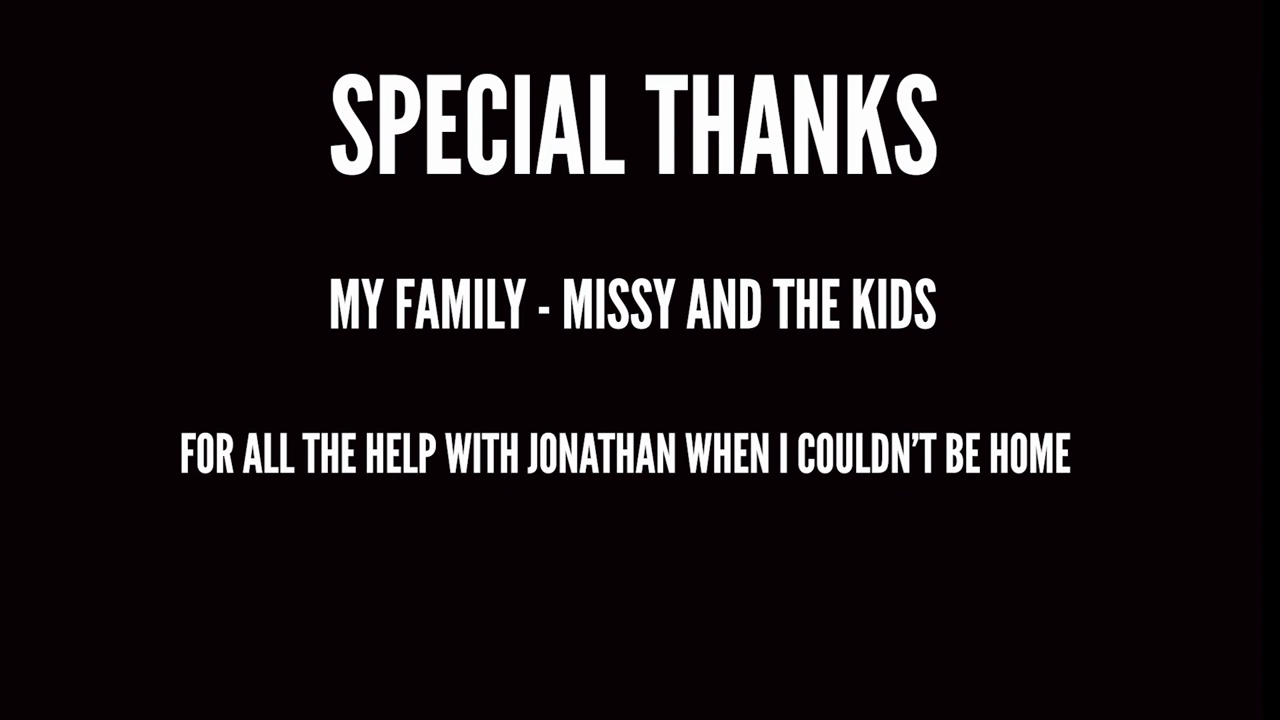 SPECIAL THANKS
MY FAMILY - MISSY AND THE KIDS
FOR ALL THE HELP WITH JONATHAN WHEN I COULDN’T BE HOME